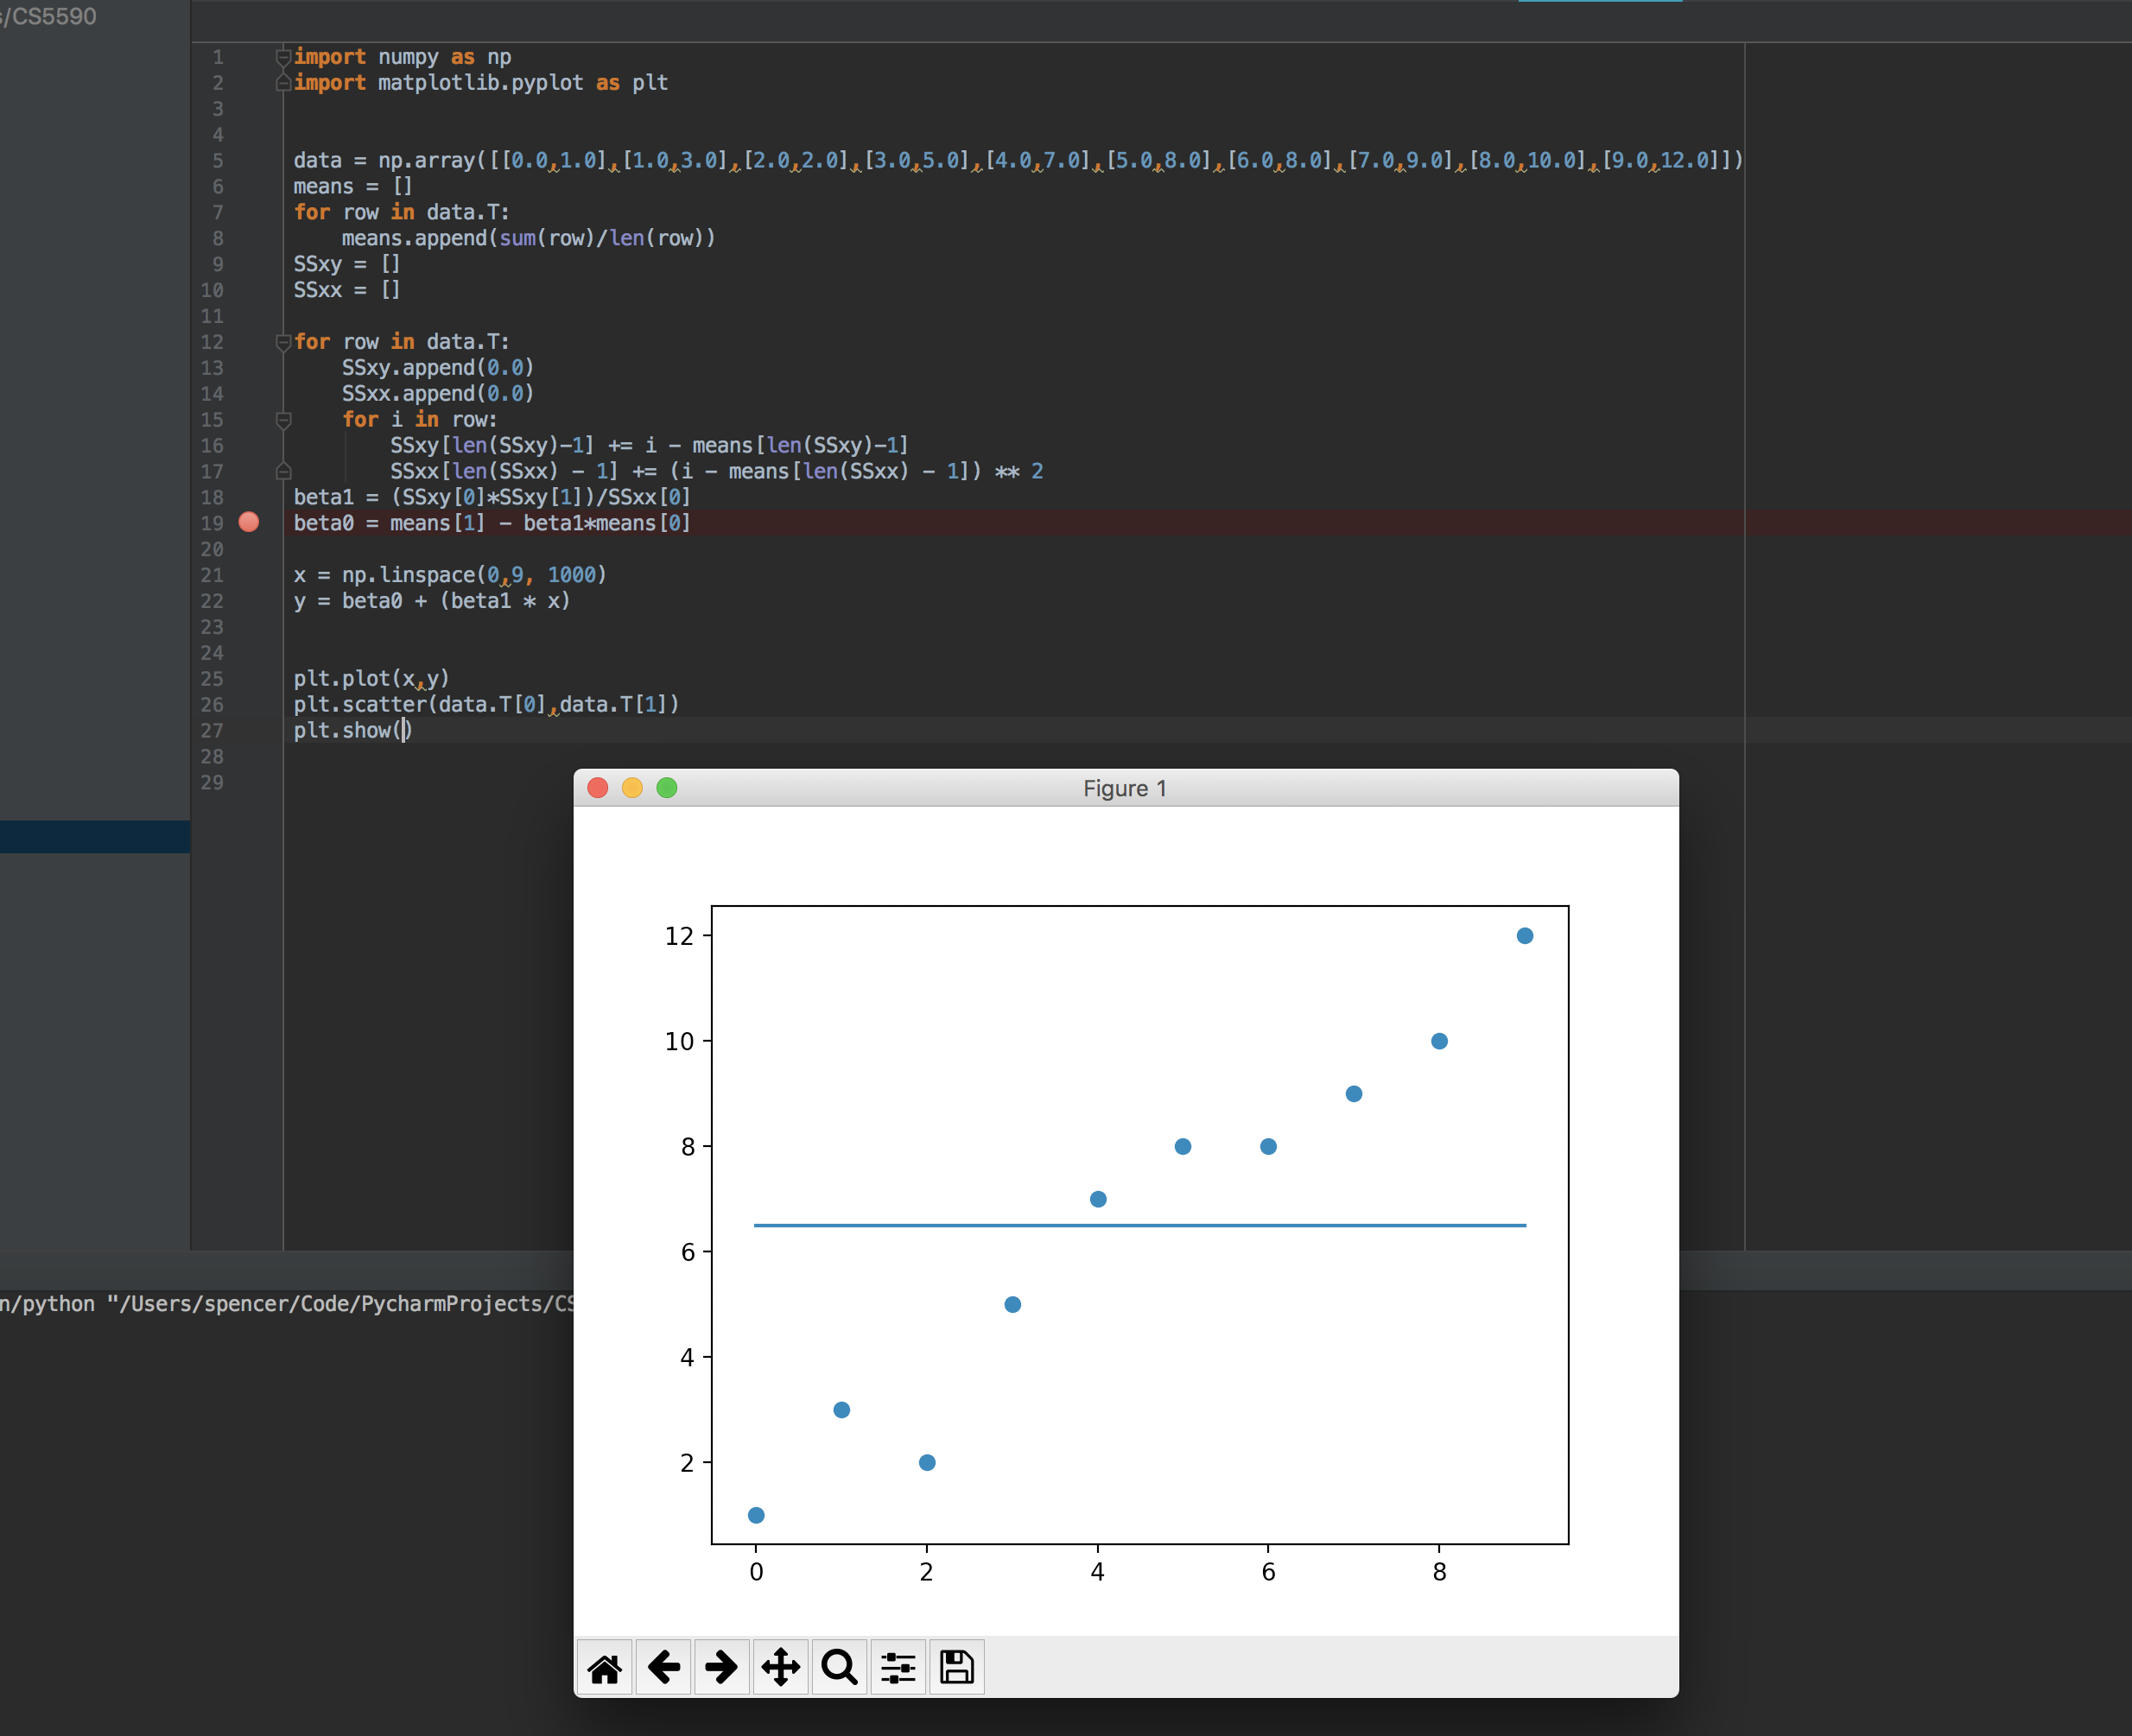 s/CS5590
1 import numpy as np
2 import matplotlib.pyplot as plt
3
4
5 data = np.array([[0.0,1.0],[1.0,3.0],[2.0,2.0],[3.0,5.0],[4.0,7.0],[5.0,8.0],[6.0,8.0],[7.0,9.0],[8.0,10.0],[9.0,12.0]])
6 means = []
7 for row in data.T:
8     means.append(sum(row)/len(row))
9 SSxy = []
10 SSxx = []
11
12 for row in data.T:
13     SSxy.append(0.0)
14     SSxx.append(0.0)
15     for i in row:
16         SSxy[len(SSxy)-1] += i - means[len(SSxy)-1]
17         SSxx[len(SSxx) - 1] += (i - means[len(SSxx) - 1]) ** 2
18 beta1 = (SSxy[0]*SSxy[1])/SSxx[0]
19 beta0 = means[1] - beta1*means[0]
20
21 x = np.linspace(0,9, 1000)
22 y = beta0 + (beta1 * x)
23
24
25 plt.plot(x,y)
26 plt.scatter(data.T[0],data.T[1])
27 plt.show()
28
29
Figure 1
12
10
8
6
4
2
0 2 4 6 8
n/python "/Users/spencer/Code/PycharmProjects/CS